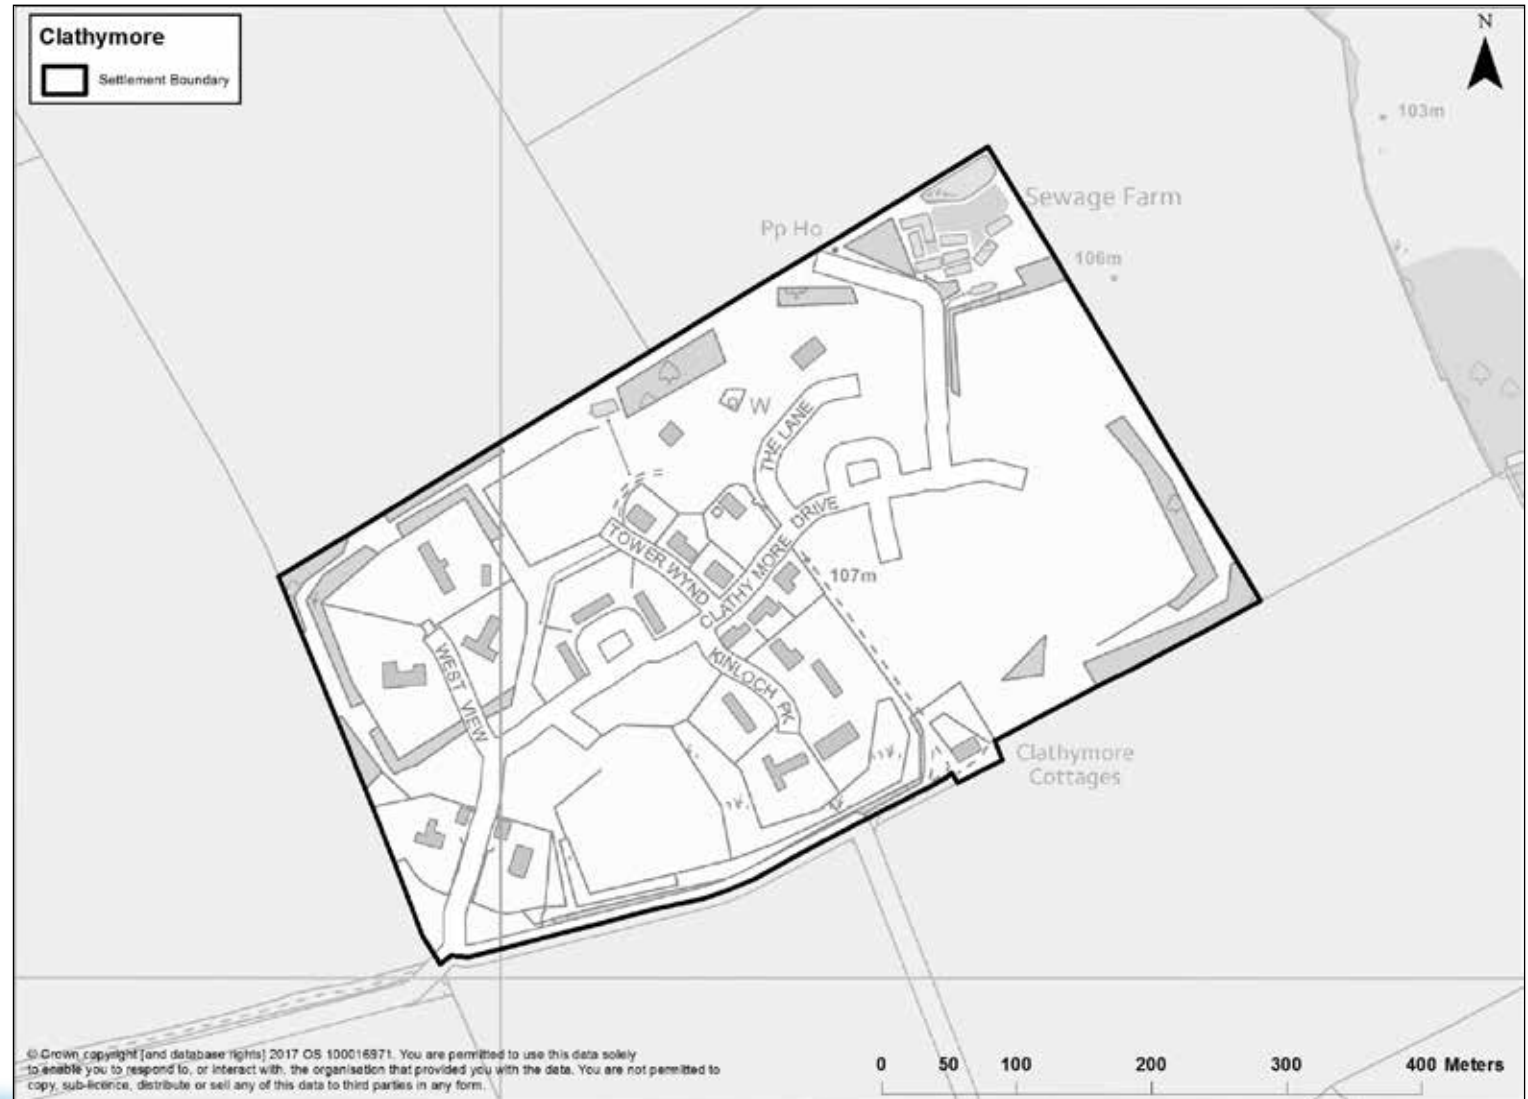 Clathymore
Settlement Boundary
N
103m
Sewage Farm
Pp Ho
106m
W
THE LANE
CLATHY MORE DRIVE
TOWER WYND
107m
KINLOCH PK
WEST VIEW
Clathymore
Cottages
© Crown copyright [and database rights] 2017 OS 100016971. You are permitted to use this data solely
to enable you to respond to, or interact with, the organisation that provided you with the data. You are not permitted to
copy, sub-licence, distribute or sell any of this data to third parties in any form.
0 50 100 200 300 400 Meters